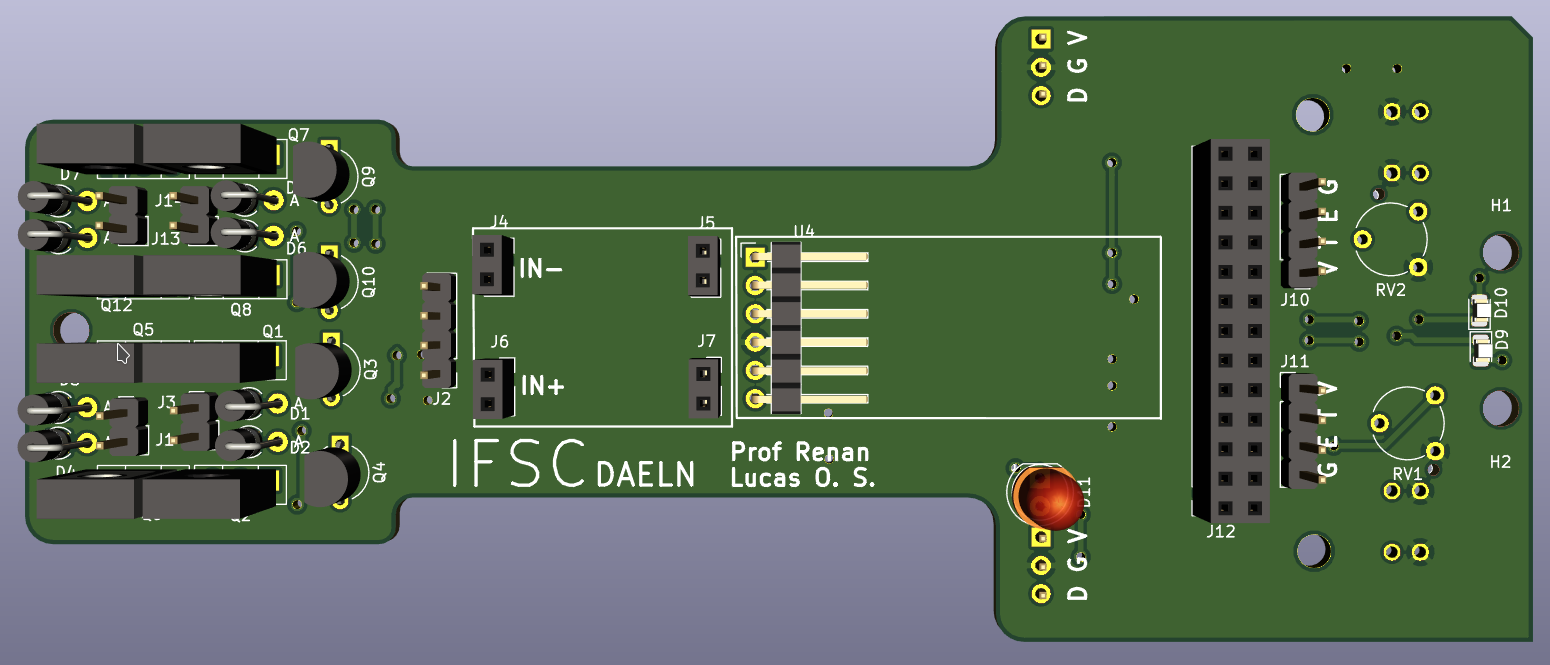 V
G
D
Q7
D7
Q9
J13
D6
Q12
Q8
Q10
Q5
Q1
Q3
J3
J1
D1
A
D2
Q4
Q2
J2
J4
IN-
J5
J6
IN+
J7
U4
IFSC DAELN
Prof Renan
Lucas O. S.
D11
V
G
D
J12
G
E
T
V
J10
RV2
H1
D10
D9
J11
V
T
E
G
RV1
H2